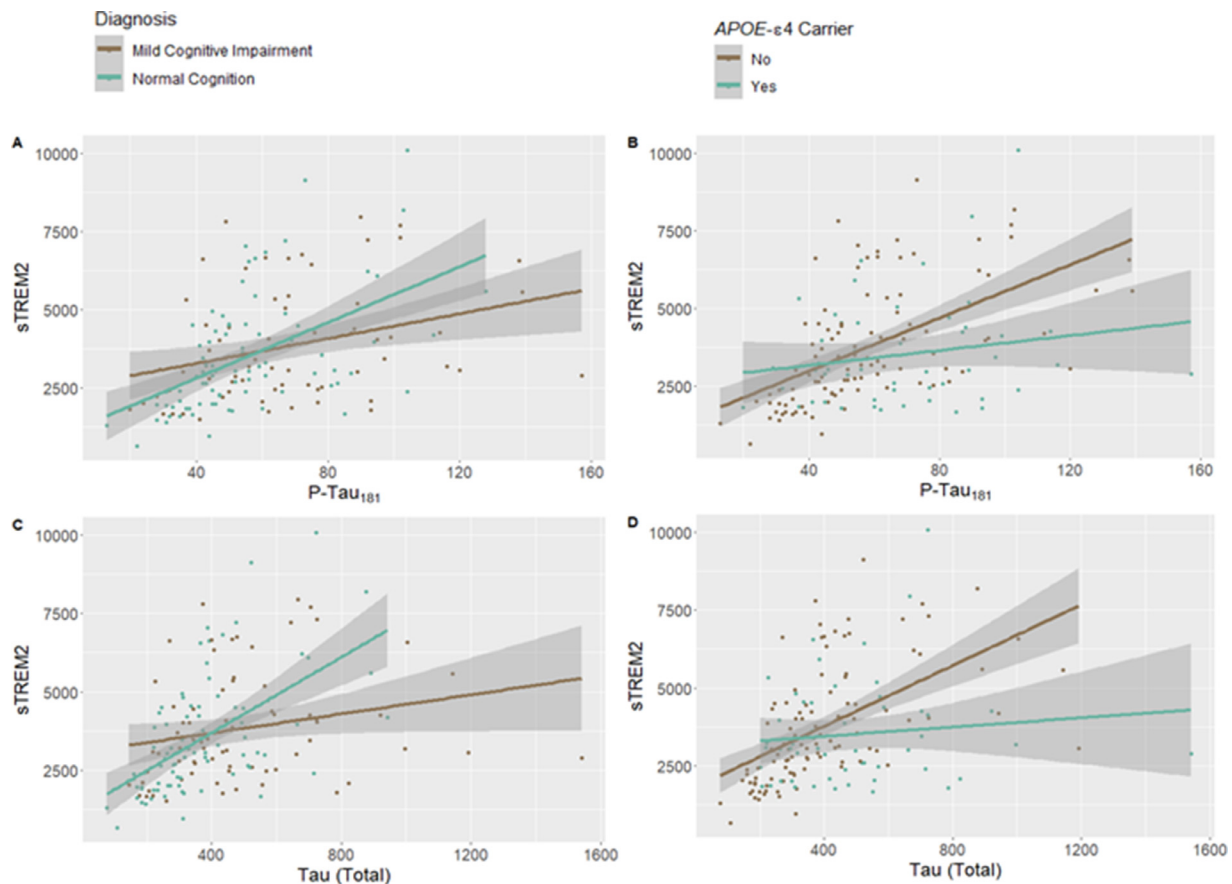 Diagnosis
Mild Cognitive Impairment
Normal Cognition
APOE-ε4 Carrier
No
Yes
A
10000
7500
5000
2500
sTREM2
40 80 120 160
P-Tau181
B
10000
7500
5000
2500
sTREM2
40 80 120 160
P-Tau181
C
10000
7500
5000
2500
sTREM2
400 800 1200 1600
Tau (Total)
D
10000
7500
5000
2500
sTREM2
400 800 1200 1600
Tau (Total)